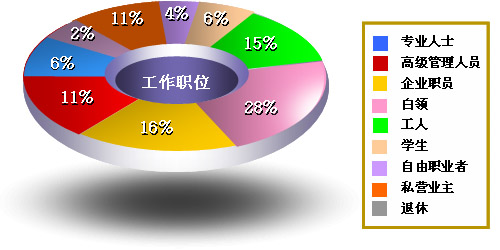 11%
4%
6%
2%
15%
6%
工作职位
11%
28%
16%
专业人士
高级管理人员
企业职员
白领
工人
学生
自由职业者
私营业主
退休